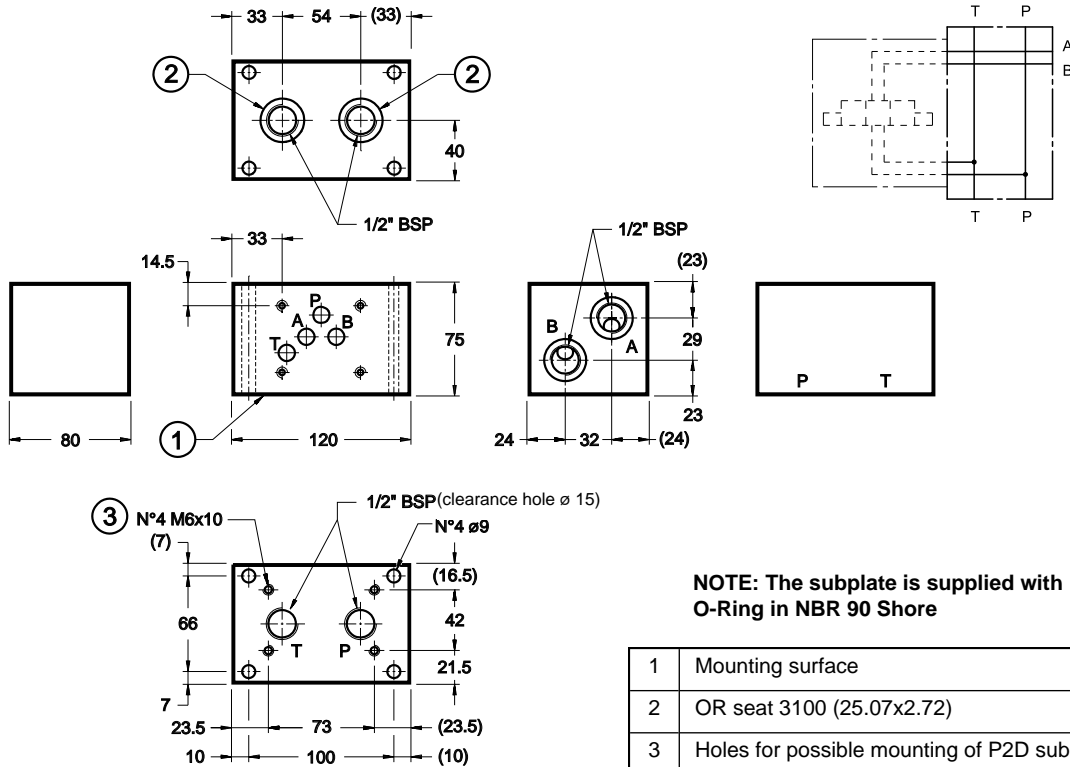 33 54 (33)
T P
2 2
A
B
40
1/2" BSP
T P
33
1/2" BSP
(23)
14.5
P
A B
T
75
B
A
29
23
P T
80
1
120
24 32 (24)
1/2" BSP (clearance hole ø 15)
3 N°4 M6x10
N°4 ø9
(7)
(16.5)
66
42
T P
21.5
7
23.5 73 (23.5)
10 100 (10)
NOTE: The subplate is supplied with
O-Ring in NBR 90 Shore
1 Mounting surface
2 OR seat 3100 (25.07x2.72)
3 Holes for possible mounting of P2D sub